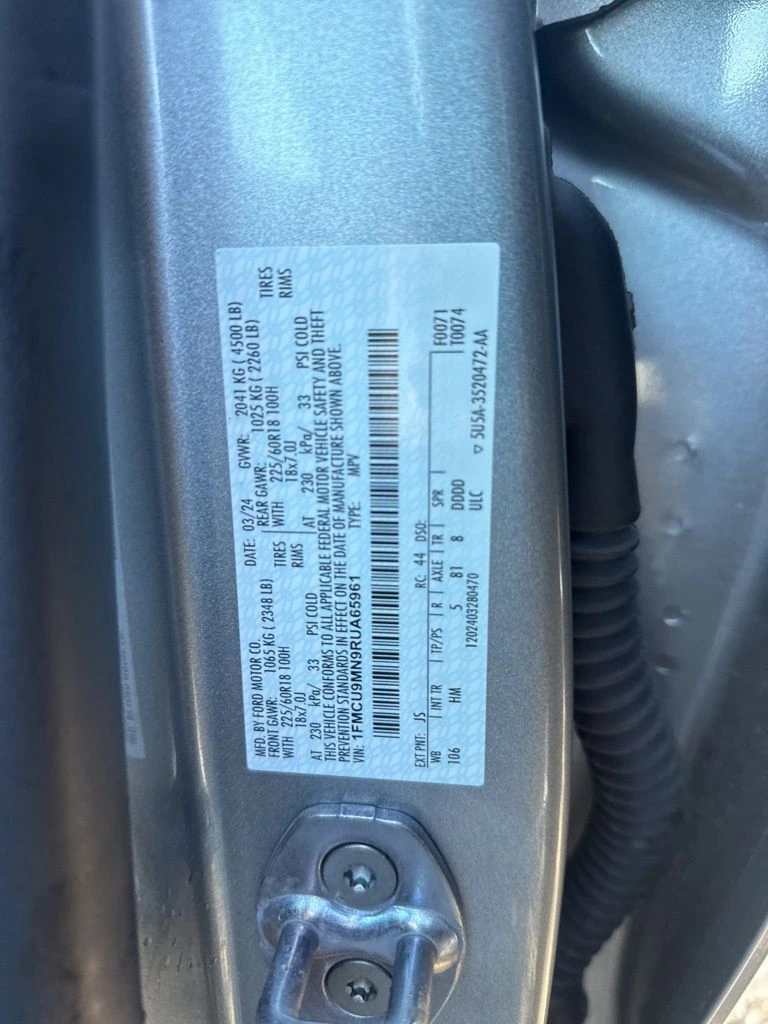 MFD. BY FORD MOTOR CO.
DATE: 03/24 GVWR: 2041 KG ( 4500 LB)
FRONT GAWR: 1065 KG ( 2348 LB) REAR GAWR: 1025 KG ( 2260 LB)
WITH 225/60R18 100H TIRES WITH 225/60R18 100H TIRES
18x7.0J RIMS 18x7.0J RIMS
AT 230 kPa/ 33 PSI COLD AT 230 kPa/ 33 PSI COLD
THIS VEHICLE CONFORMS TO ALL APPLICABLE FEDERAL MOTOR VEHICLE SAFETY AND THEFT
PREVENTION STANDARDS IN EFFECT ON THE DATE OF MANUFACTURE SHOWN ABOVE.
VIN: 1FMCU9MN9RUA65961 TYPE: MPV
EXT PNT: JS RC: 44 DSO: F0071
WB INT TR TP/PS R AXLE TR SPR T0074
106 HM 5 81 8 DDDD
1202403280470 ULC ▽ 5U5A-3520472-AA